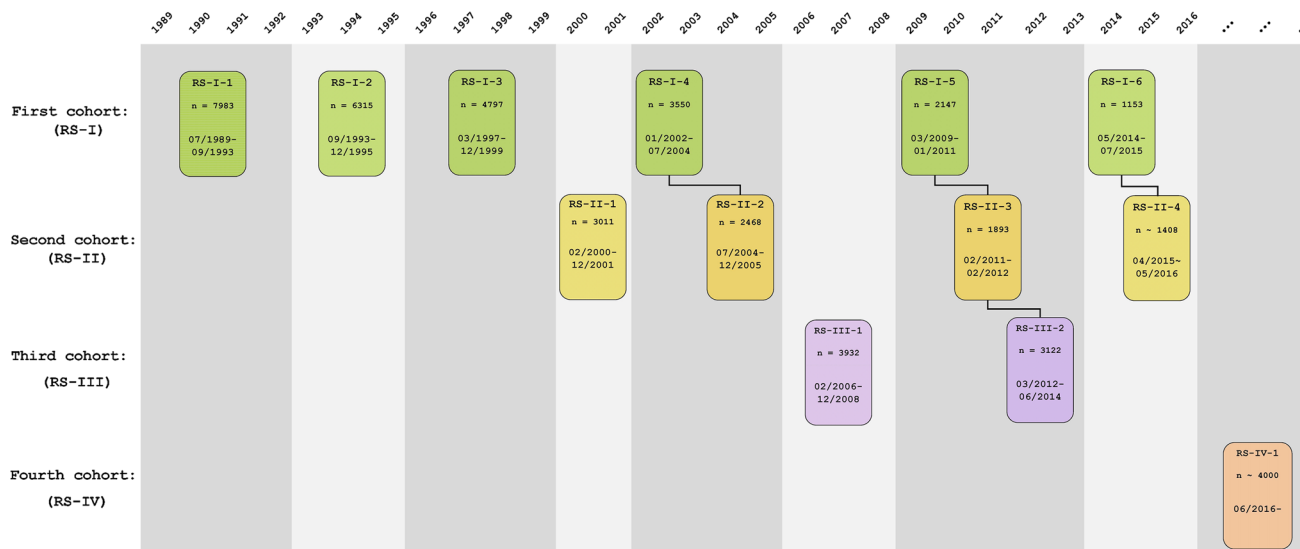 1989 1990 1991 1992 1993 1994 1995 1996 1997 1998 1999 2000 2001 2002 2003 2004 2005 2006 2007 2008 2009 2010 2011 2012 2013 2014 2015 2016 ... ...
First cohort:
(RS-I)
RS-I-1
n = 7983
07/1989-
09/1993
RS-I-2
n = 6315
09/1993-
12/1995
RS-I-3
n = 4797
03/1997-
12/1999
RS-I-4
n = 3550
01/2002-
07/2004
RS-I-5
n = 2147
03/2009-
01/2011
RS-I-6
n = 1153
05/2014-
07/2015
Second cohort:
(RS-II)
RS-II-1
n = 3011
02/2000-
12/2001
RS-II-2
n = 2468
07/2004-
12/2005
RS-II-3
n = 1893
02/2011-
02/2012
RS-II-4
n ~ 1408
04/2015~
05/2016
Third cohort:
(RS-III)
RS-III-1
n = 3932
02/2006-
12/2008
RS-III-2
n = 3122
03/2012-
06/2014
Fourth cohort:
(RS-IV)
RS-IV-1
n ~ 4000
06/2016-